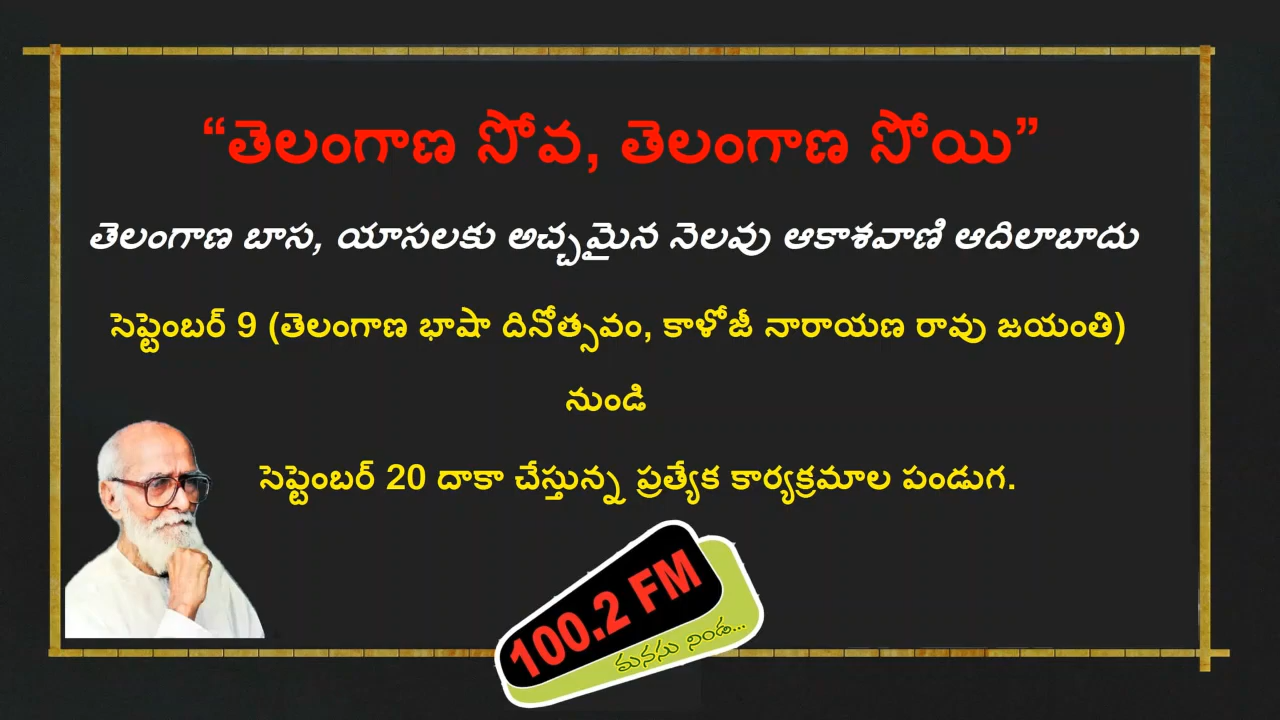 “తెలంగాణ సోవ, తెలంగాణ సోయి”
తెలంగాణ బాస, యాసలకు అచ్చమైన నెలవు ఆకాశవాణి ఆదిలాబాదు
సెప్టెంబర్ 9 (తెలంగాణ భాషా దినోత్సవం, కాళోజీ నారాయణ రావు జయంతి)
నుండి
సెప్టెంబర్ 20 దాకా చేస్తున్న ప్రత్యేక కార్యక్రమాల పండుగ.
100.2 FM
మనసు నిండ...